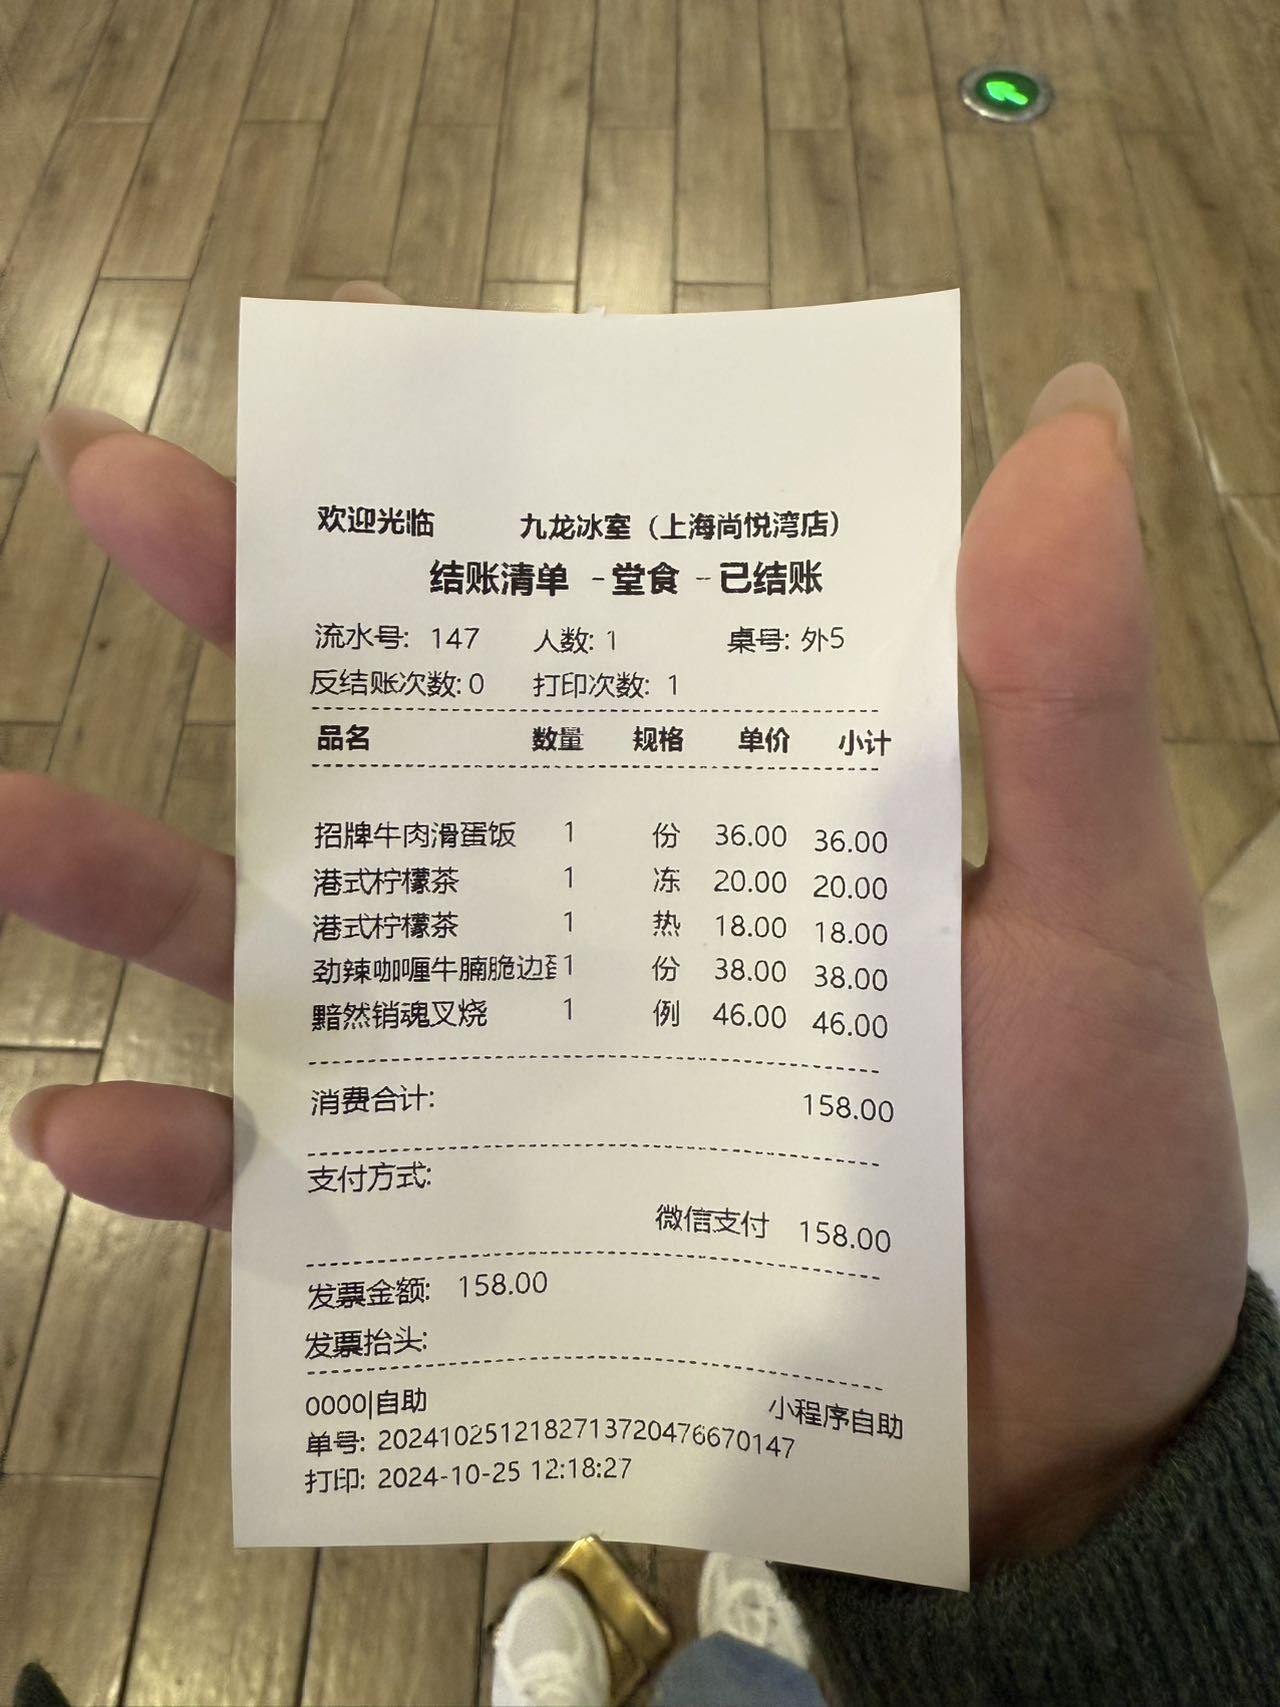 欢迎光临 九龙冰室（上海尚悦湾店）
结账清单 - 堂食 - 已结账
流水号: 147 人数: 1 桌号: 外5
反结账次数: 0 打印次数: 1
品名 数量 规格 单价 小计
招牌牛肉滑蛋饭 1 份 36.00 36.00
港式柠檬茶 1 冻 20.00 20.00
港式柠檬茶 1 热 18.00 18.00
劲辣咖喱牛腩脆边 1 份 38.00 38.00
黯然销魂叉烧 1 例 46.00 46.00
消费合计: 158.00
支付方式:
微信支付 158.00
发票金额: 158.00
发票抬头:
0000|自助 小程序自助
单号: 2024102512182713720476670147
打印: 2024-10-25 12:18:27